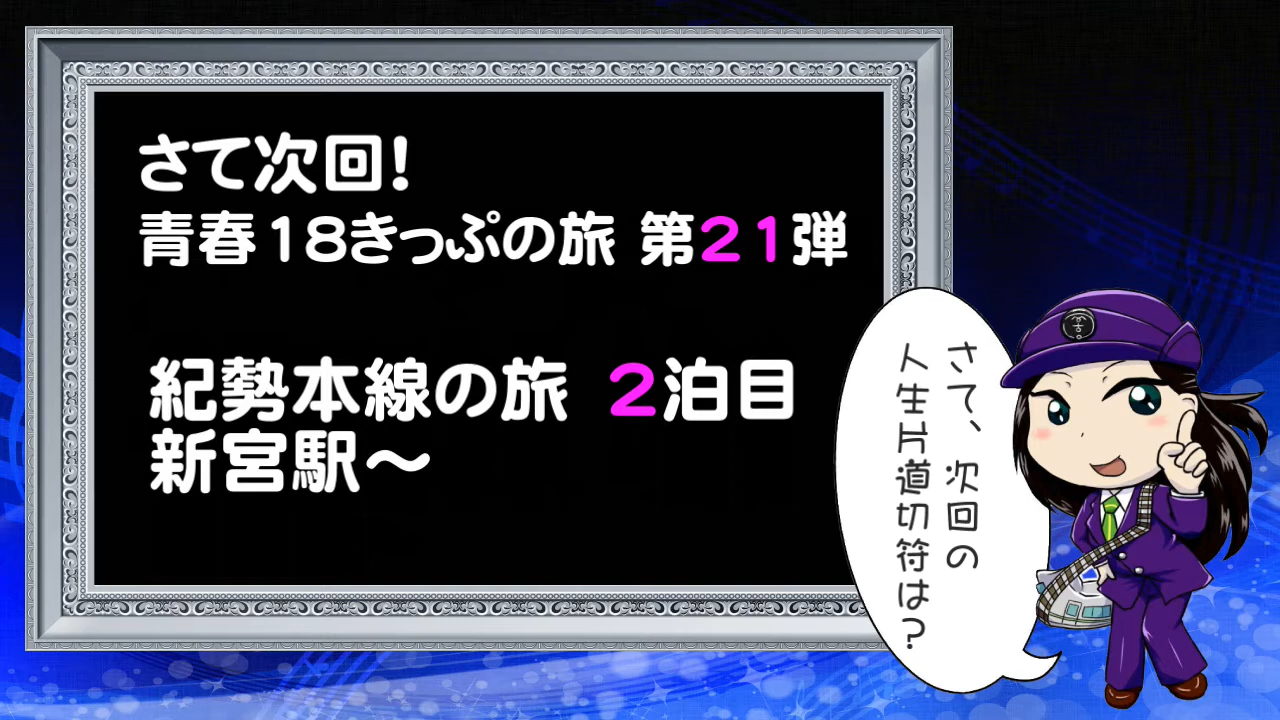 さて次回！
青春１８きっぷの旅 第２１弾
紀勢本線の旅 ２泊目
新宮駅～
さて、次回の
人生片道切符は？